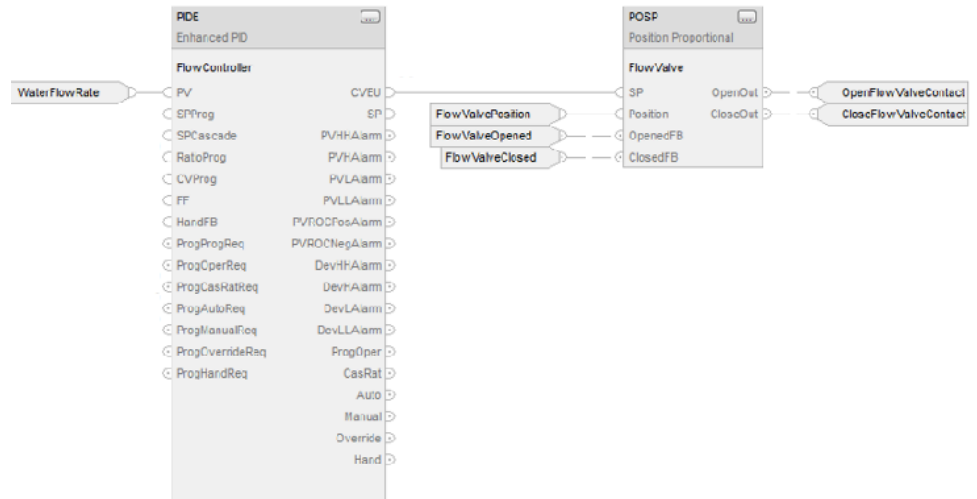 PIDE
Enhanced PID
FlowController
WaterFlowRate
PV CVEU
SPProg SP
SPCascade PVHHAlarm
RatioProg PVHAlarm
CVProg PVLAlarm
FF PVLLAlarm
HandFB PVROCPosAlarm
ProgProgReq PVROCNegAlarm
ProgOperReq DevHHAlarm
ProgCasRatReq DevHAlarm
ProgAutoReq DevLAlarm
ProgManualReq DevLLAlarm
ProgOverrideReq ProgOper
ProgHandReq CasRat
Auto
Manual
Override
Hand
POSP
Position Proportional
FlowValve
SP OpenOut
Position CloseOut
OpenedFB
ClosedFB
FlowValvePosition
FlowValveOpened
FlowValveClosed
OpenFlowValveContact
CloseFlowValveContact